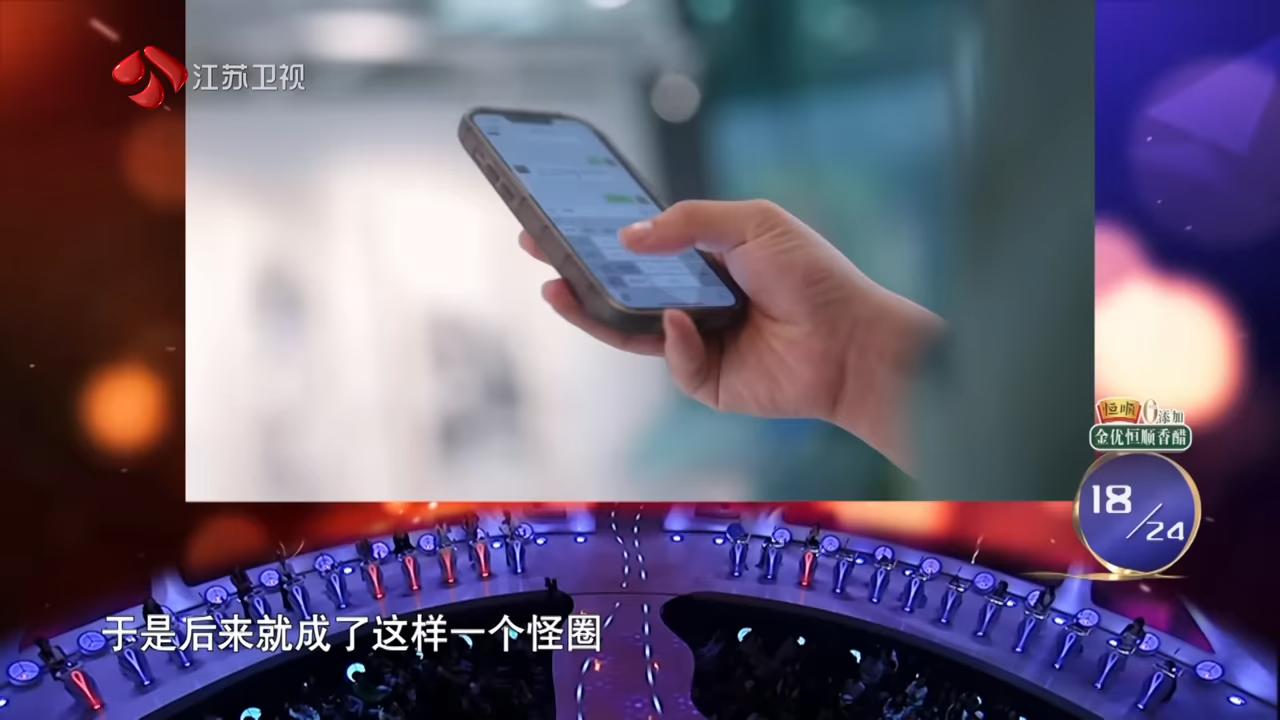 江苏卫视
恒顺 0添加
金优恒顺香醋
18/24
于是后来就成了这样一个怪圈